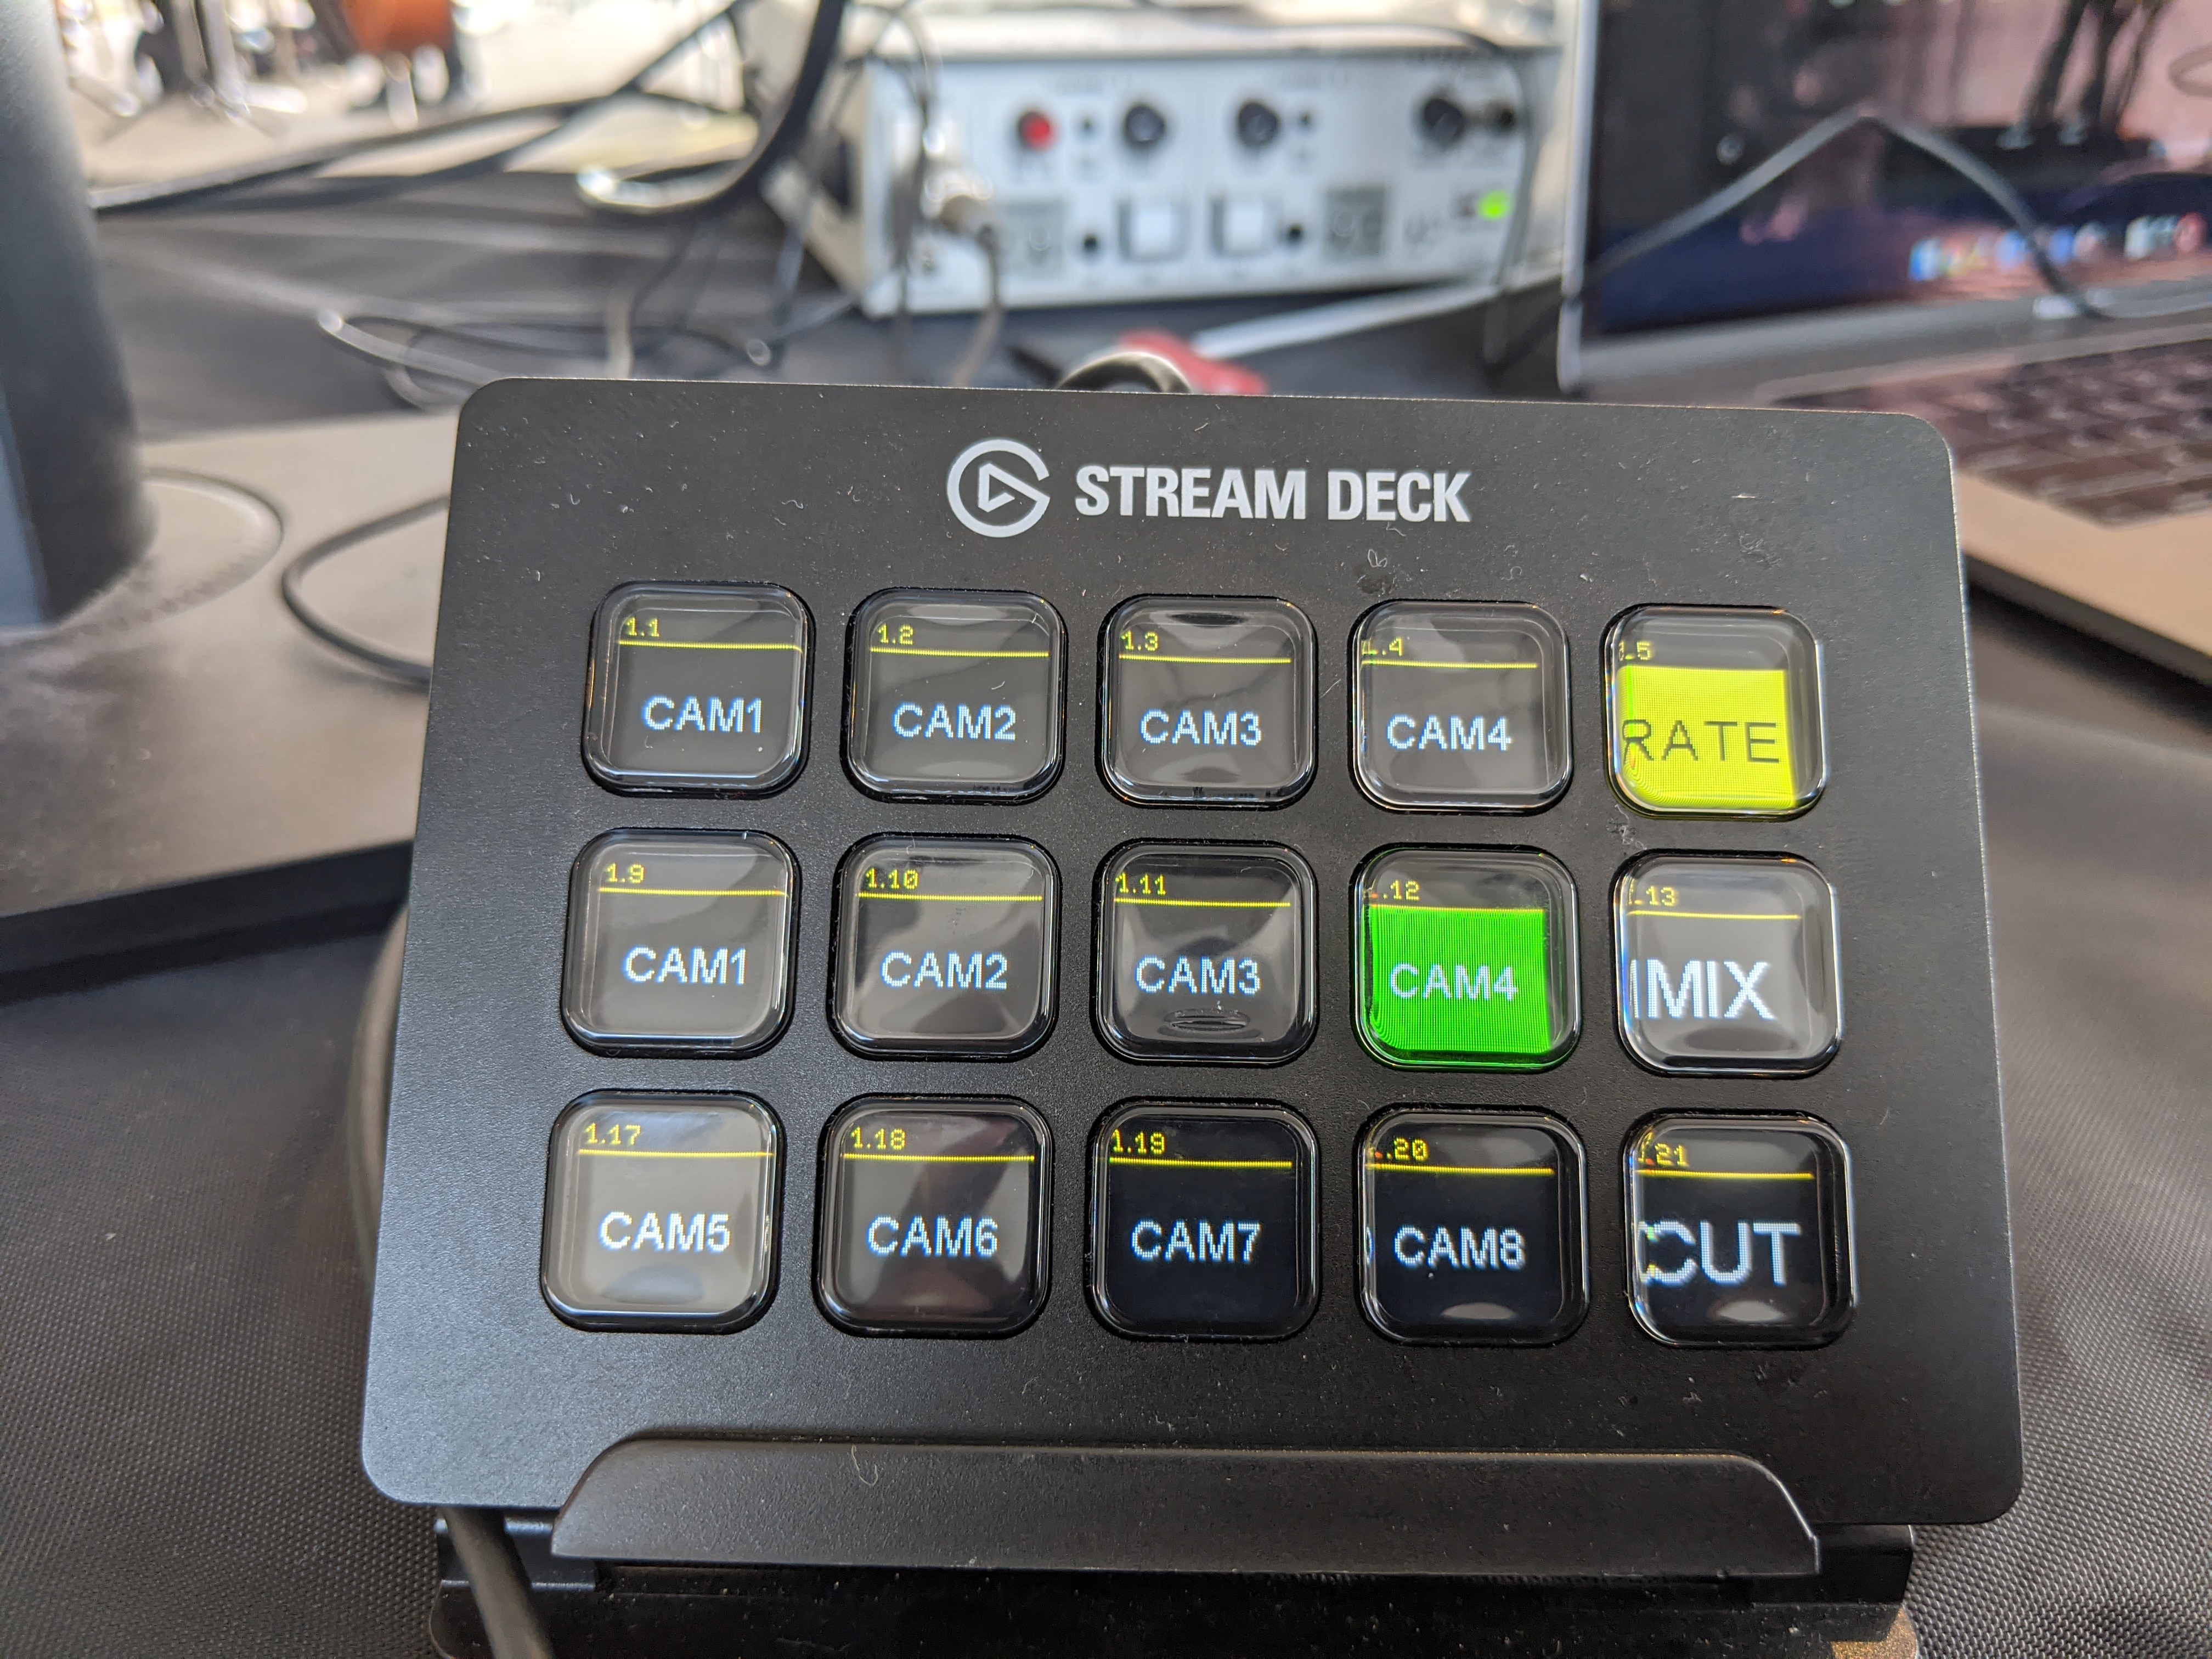 STREAM DECK
1.1
CAM1
1.2
CAM2
1.3
CAM3
.4
CAM4
.5
RATE
1.9
CAM1
1.10
CAM2
1.11
CAM3
.12
CAM4
.13
MIX
1.17
CAM5
1.18
CAM6
1.19
CAM7
.20
CAM8
21
CUT